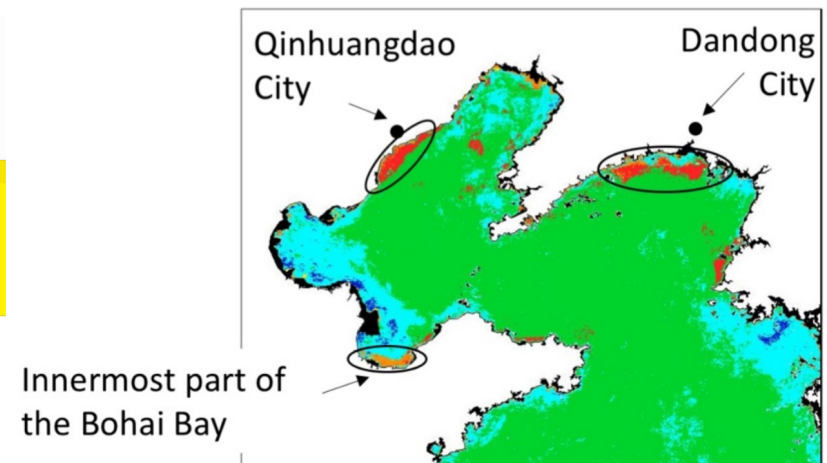 Qinhuangdao
City
Dandong
City
Innermost part of
the Bohai Bay